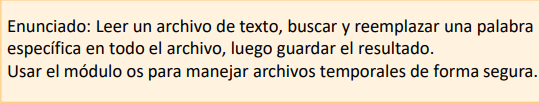 Enunciado: Leer un archivo de texto, buscar y reemplazar una palabra
específica en todo el archivo, luego guardar el resultado.
Usar el módulo os para manejar archivos temporales de forma segura.